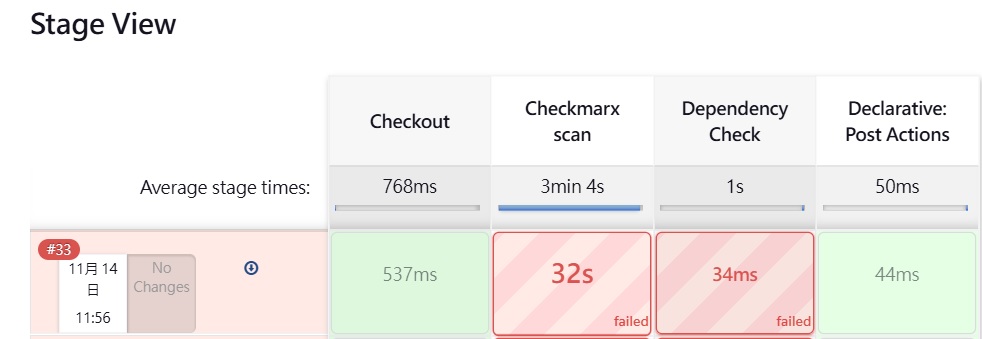 Stage View
Checkout
Checkmarx
scan
Dependency
Check
Declarative:
Post Actions
Average stage times:
768ms
3min 4s
1s
50ms
#33
11月 14
日
11:56
No
Changes
537ms
32s
failed
34ms
failed
44ms